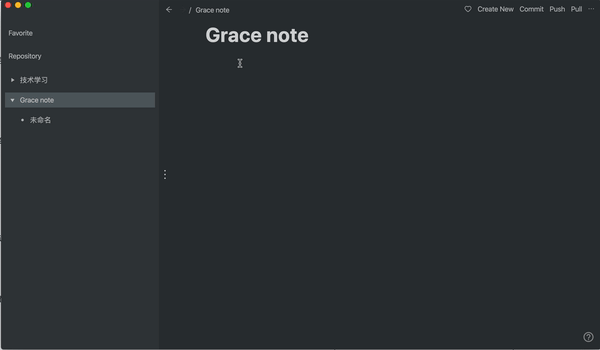 Favorite
Repository
技术学习
Grace note
未命名
/ Grace note
Create New Commit Push Pull ···
Grace note